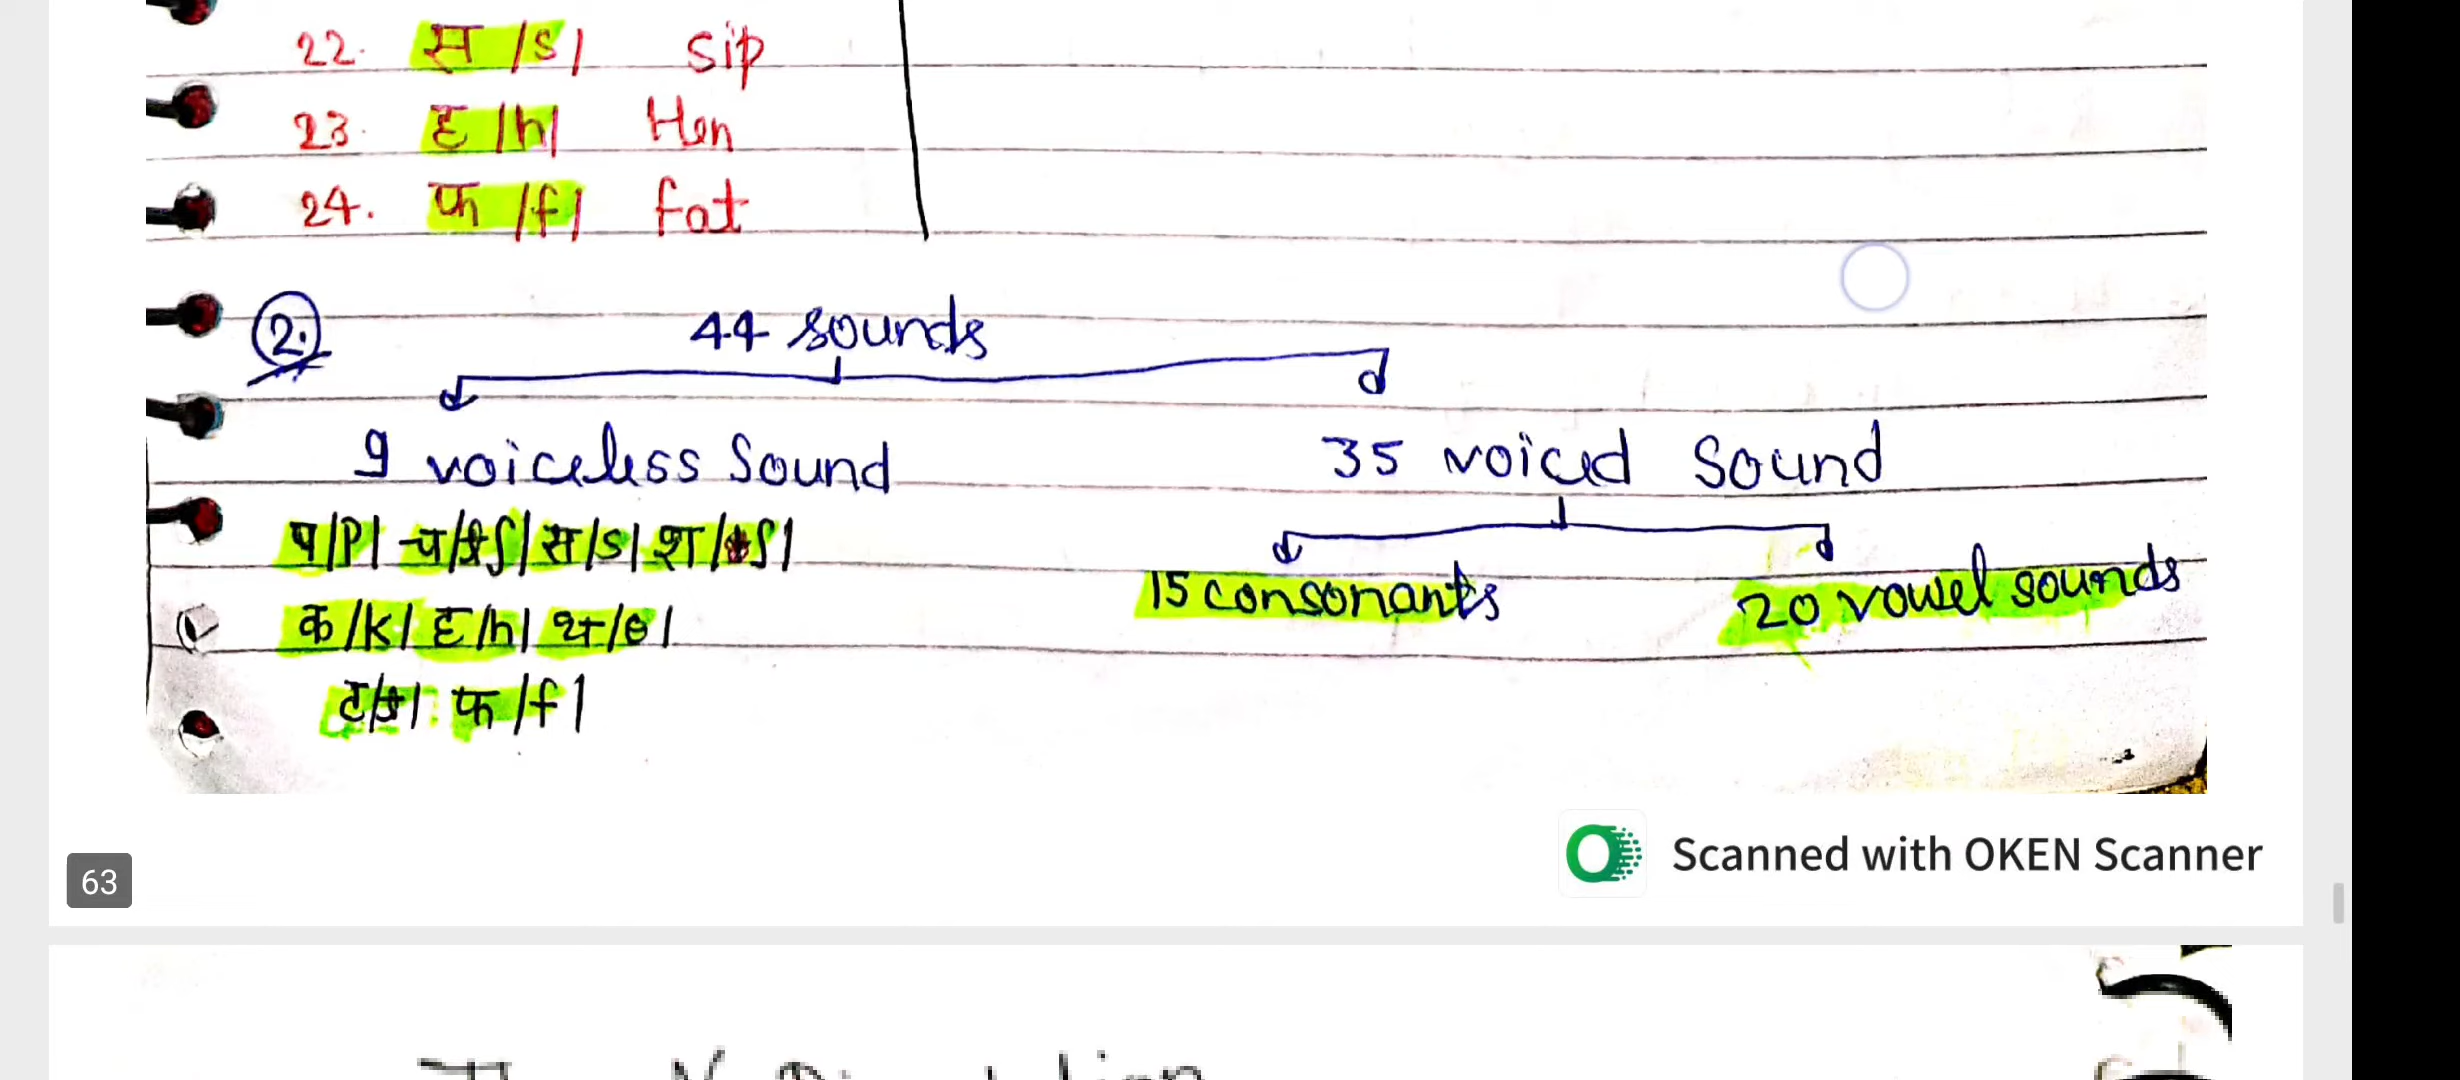 22. स /s/ sip
23. ह /h/ Hen
24. फ /f/ fat
2. 44 sounds
9 voiceless Sound 35 voiced Sound
प/P/ च/tʃ/ स/s/ श/ʃ/
15 consonants 20 vowel sounds
क/k/ ह/h/ थ/θ/
ट/t/ फ/f/
Scanned with OKEN Scanner
63